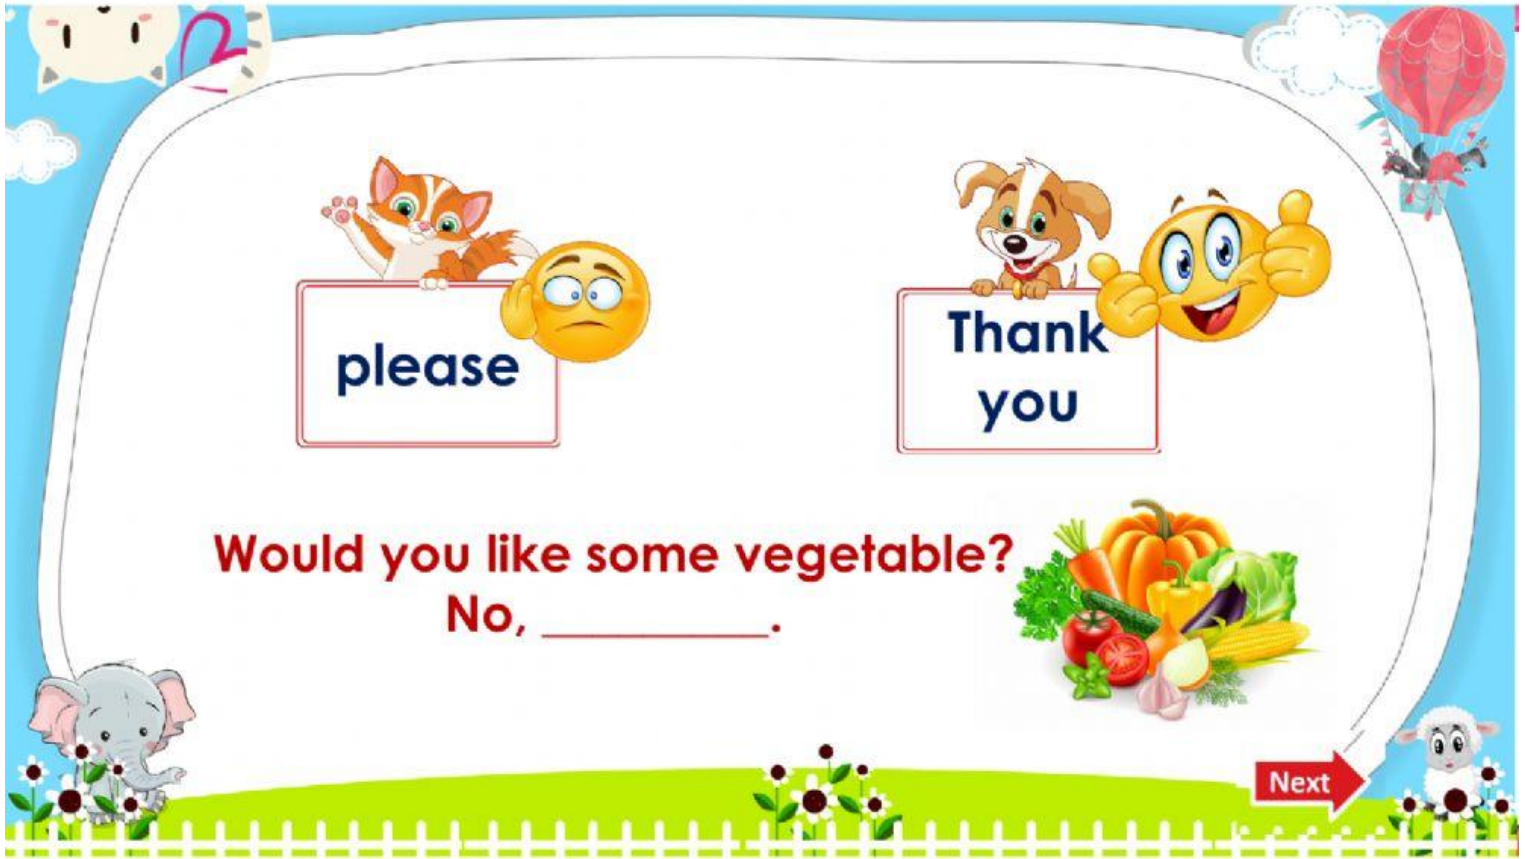 please
Thank
you
Would you like some vegetable?
No, _________.
Next